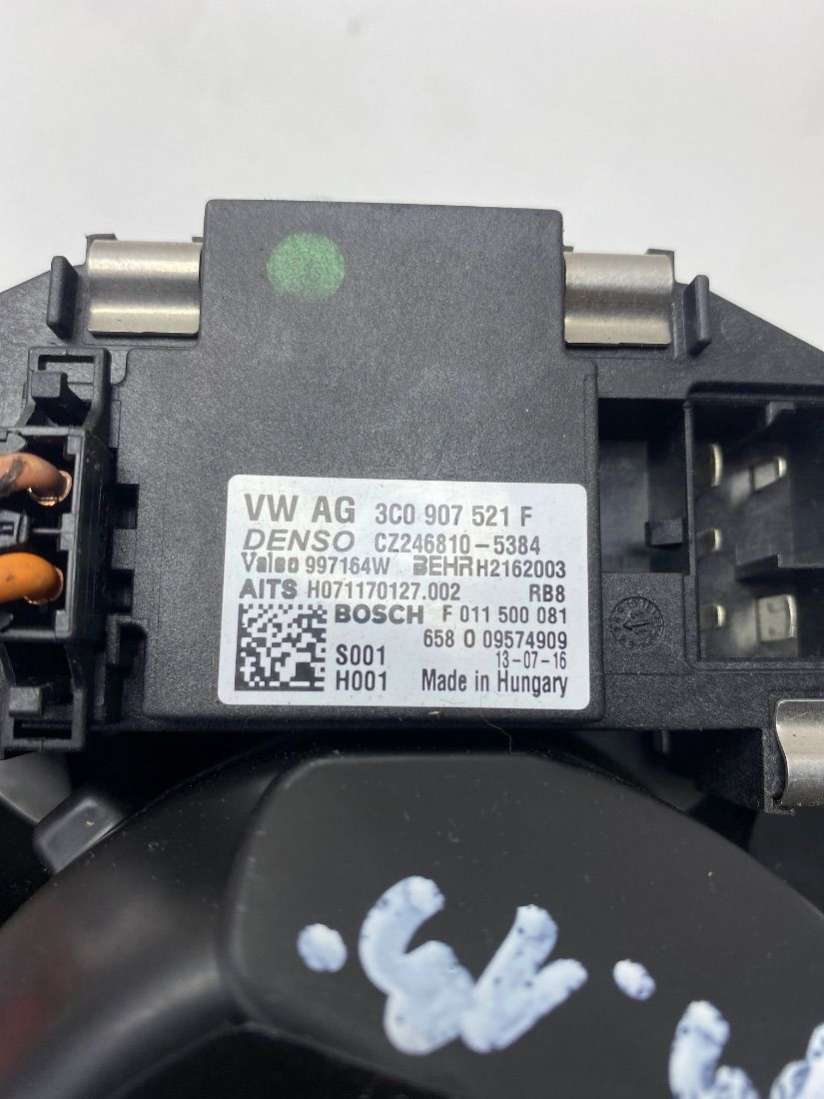 VW AG 3C0 907 521 F
DENSO CZ246810-5384
Valeo 997164W BEHR H2162003
AITS H071170127.002 RB8
BOSCH F 011 500 081
658 0 09574909
S001 13-07-16
H001 Made in Hungary